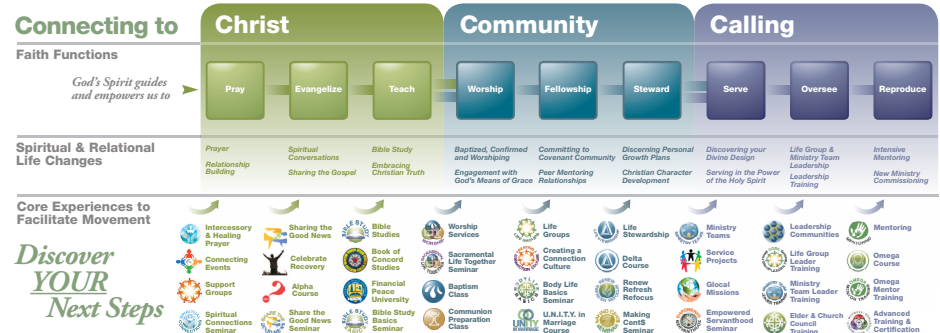 Connecting to
Christ
Community
Calling
Faith Functions
God's Spirit guides
and empowers us to
Pray
Evangelize
Teach
Worship
Fellowship
Steward
Serve
Oversee
Reproduce
Spiritual & Relational
Life Changes
Prayer
Relationship
Building
Spiritual
Conversations
Sharing the Gospel
Bible Study
Embracing
Christian Truth
Baptized, Confirmed
and Worshiping
Engagement with
God's Means of Grace
Committing to
Covenant Community
Peer Mentoring
Relationships
Discerning Personal
Growth Plans
Christian Character
Development
Discovering your
Divine Design
Serving in the Power
of the Holy Spirit
Life Group &
Ministry Team
Leadership
Leadership
Training
Intensive
Mentoring
New Ministry
Commissioning
Core Experiences to
Facilitate Movement
Discover
YOUR
Next Steps
Intercessory
& Healing
Prayer
Connecting
Events
Support
Groups
Spiritual
Connections
Seminar
Sharing the
Good News
Celebrate
Recovery
Alpha
Course
Share the
Good News
Seminar
Bible
Studies
Book of
Concord
Studies
Financial
Peace
University
Bible Study
Basics
Seminar
Worship
Services
Sacramental
Life Together
Seminar
Baptism
Class
Communion
Preparation
Class
Life
Groups
Creating a
Connection
Culture
Body Life
Basics
Seminar
U.N.I.T.Y. in
Marriage
Course
Life
Stewardship
Delta
Course
Renew
Refresh
Refocus
Making
Cent$
Seminar
Ministry
Teams
Service
Projects
Glocal
Missions
Empowered
Servanthood
Seminar
Leadership
Communities
Life Group
Leader
Training
Ministry
Team Leader
Training
Elder & Church
Council
Training
Mentoring
Omega
Course
Omega
Mentor
Training
Advanced
Training &
Certification